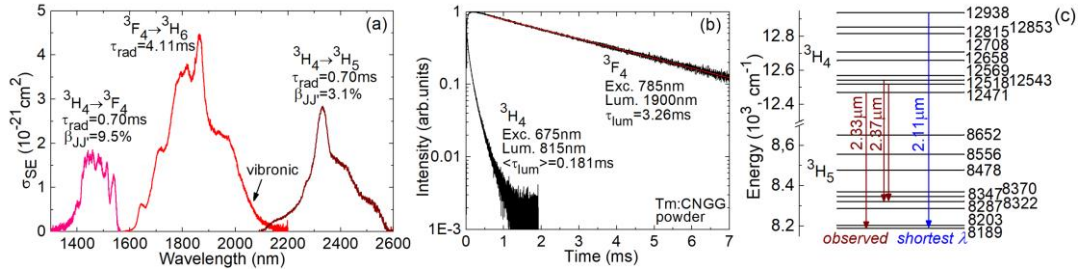 (a)
³F₄→³H₆
τrad=4.11ms
³H₄→³H₅
τrad=0.70ms
βJJ'=3.1%
³H₄→³F₄
τrad=0.70ms
βJJ'=9.5%
vibronic
σSE (10⁻²¹ cm²)
5
4
3
2
1
0
1400 1600 1800 2000 2200 2400 2600
Wavelength (nm)
(b)
Intensity (arb.units)
1
0.1
0.01
1E-3
³F₄
Exc. 785nm
Lum. 1900nm
τlum=3.26ms
³H₄
Exc. 675nm
Lum. 815nm
<τlum>=0.181ms
Tm:CNGG
powder
0 1 2 3 4 5 6 7
Time (ms)
(c)
Energy (10³ cm⁻¹)
12.8
12.6
12.4
8.6
8.4
8.2
³H₄
³H₅
12938
12853
12815
12708
12658
12569
12543
12518
12471
8652
8556
8478
8370
8347
8322
8287
8203
8189
2.33μm
2.37μm
2.11μm
observed
shortest λ